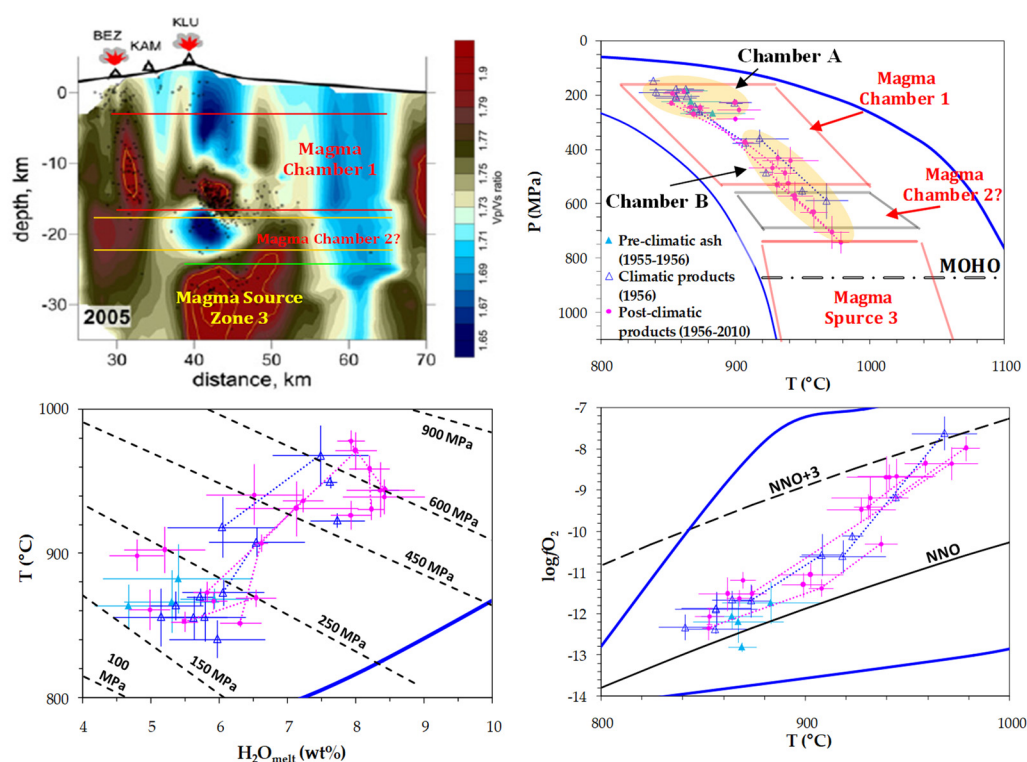 KLU
BEZ
KAM
0
-10
-20
-30
depth, km
Magma
Chamber 1
Magma Chamber 2?
Magma Source
Zone 3
2005
30
40
50
60
70
distance, km
1.9
1.79
1.77
1.75
1.73
1.71
1.69
1.67
1.65
Vp/Vs ratio
0
200
400
600
800
1000
P (MPa)
Chamber A
Magma
Chamber 1
Chamber B
Magma
Chamber 2?
Pre-climatic ash
(1955-1956)
Climatic products
(1956)
Post-climatic
products (1956-2010)
MOHO
Magma
Spurce 3
800
900
1000
1100
T (°C)
1000
900
800
T (°C)
900 MPa
600 MPa
450 MPa
250 MPa
150 MPa
100
MPa
4
5
6
7
8
9
10
H₂Omelt (wt%)
-7
-8
-9
-10
-11
-12
-13
-14
logfO₂
NNO+3
NNO
800
900
1000
T (°C)